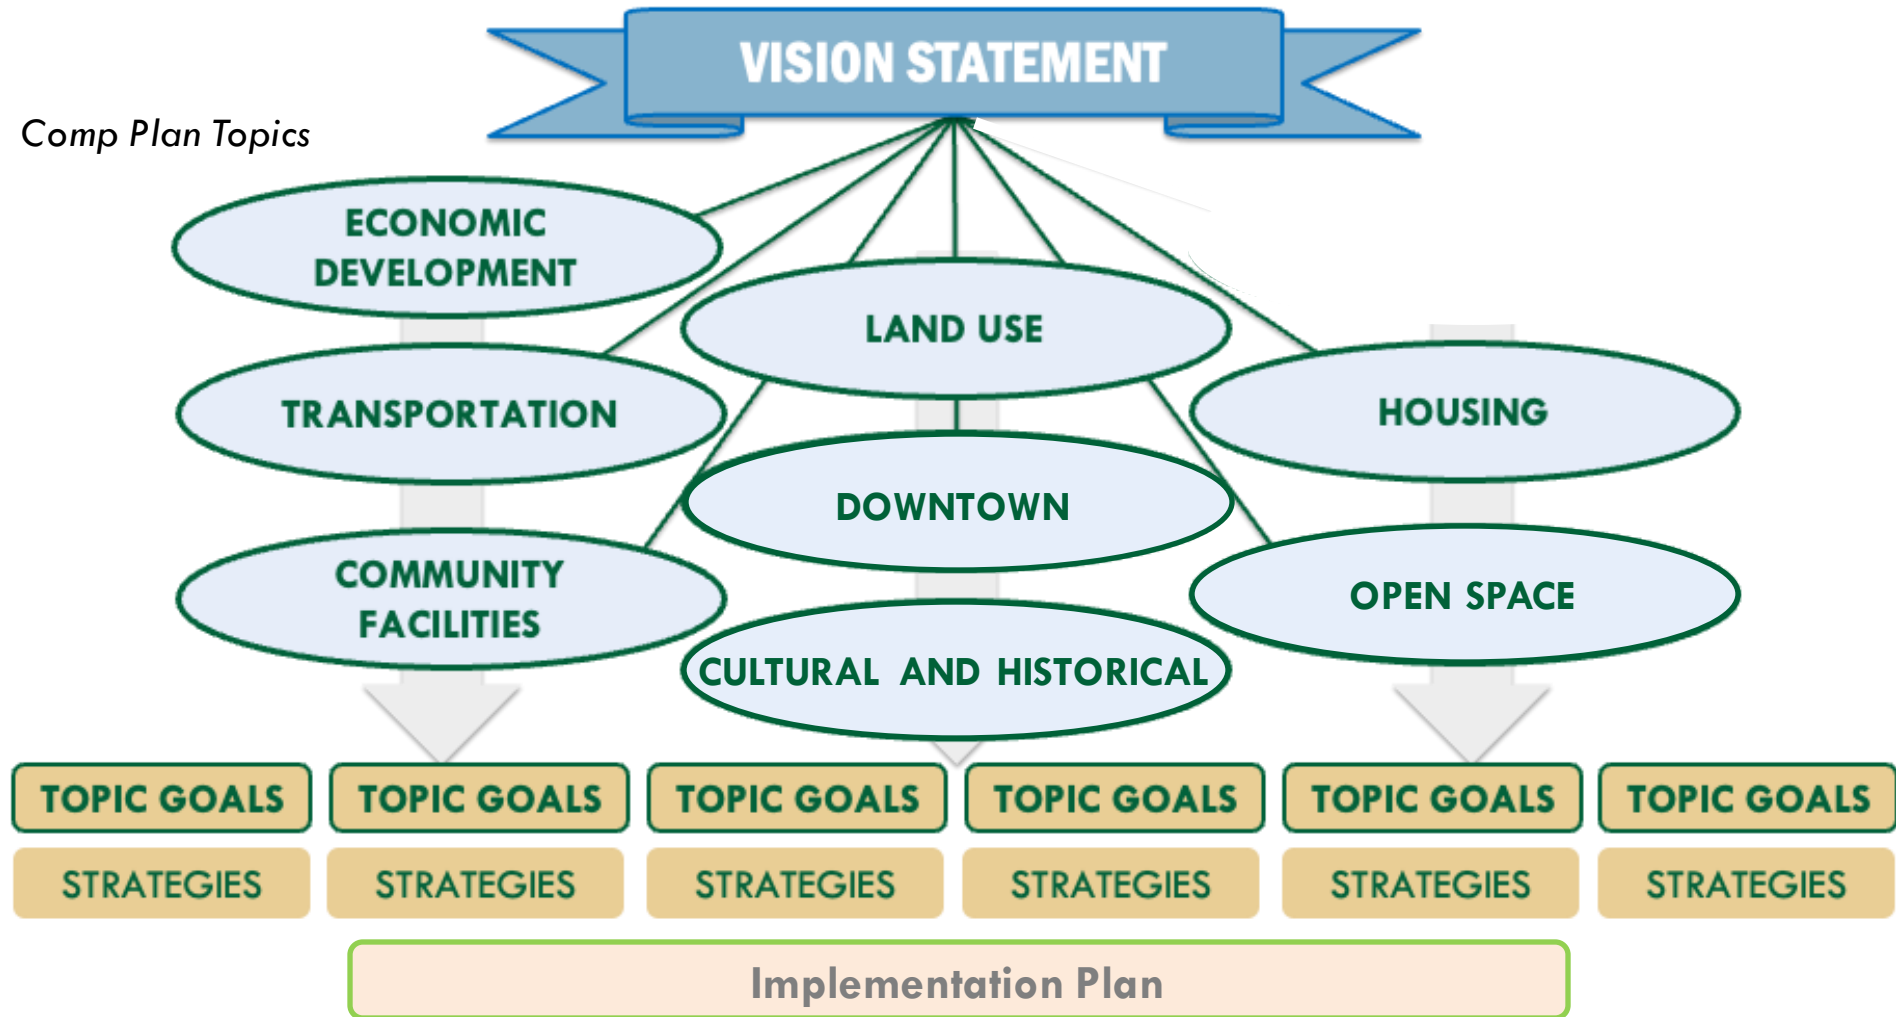 VISION STATEMENT
Comp Plan Topics
ECONOMIC
DEVELOPMENT
LAND USE
TRANSPORTATION
HOUSING
DOWNTOWN
COMMUNITY
FACILITIES
OPEN SPACE
CULTURAL AND HISTORICAL
TOPIC GOALS TOPIC GOALS TOPIC GOALS TOPIC GOALS TOPIC GOALS TOPIC GOALS
STRATEGIES STRATEGIES STRATEGIES STRATEGIES STRATEGIES STRATEGIES
Implementation Plan